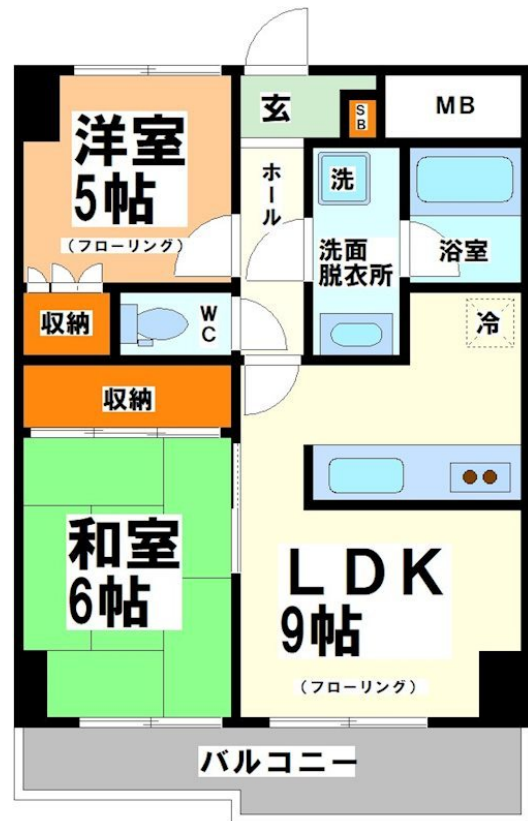 玄
SB
MB
洋室
5帖
(フローリング)
ホール
洗
洗面
脱衣所
浴室
収納
WC
冷
収納
和室
6帖
LDK
9帖
(フローリング)
バルコニー